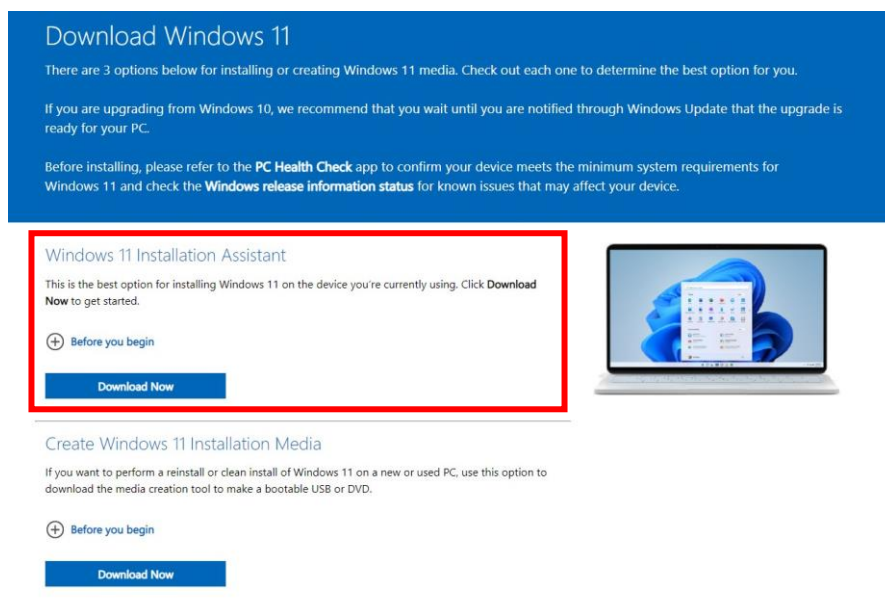 Download Windows 11
There are 3 options below for installing or creating Windows 11 media. Check out each one to determine the best option for you.
If you are upgrading from Windows 10, we recommend that you wait until you are notified through Windows Update that the upgrade is
ready for your PC.
Before installing, please refer to the PC Health Check app to confirm your device meets the minimum system requirements for
Windows 11 and check the Windows release information status for known issues that may affect your device.
Windows 11 Installation Assistant
This is the best option for installing Windows 11 on the device you're currently using. Click Download
Now to get started.
Before you begin
Download Now
Create Windows 11 Installation Media
If you want to perform a reinstall or clean install of Windows 11 on a new or used PC, use this option to
download the media creation tool to make a bootable USB or DVD.
Before you begin
Download Now